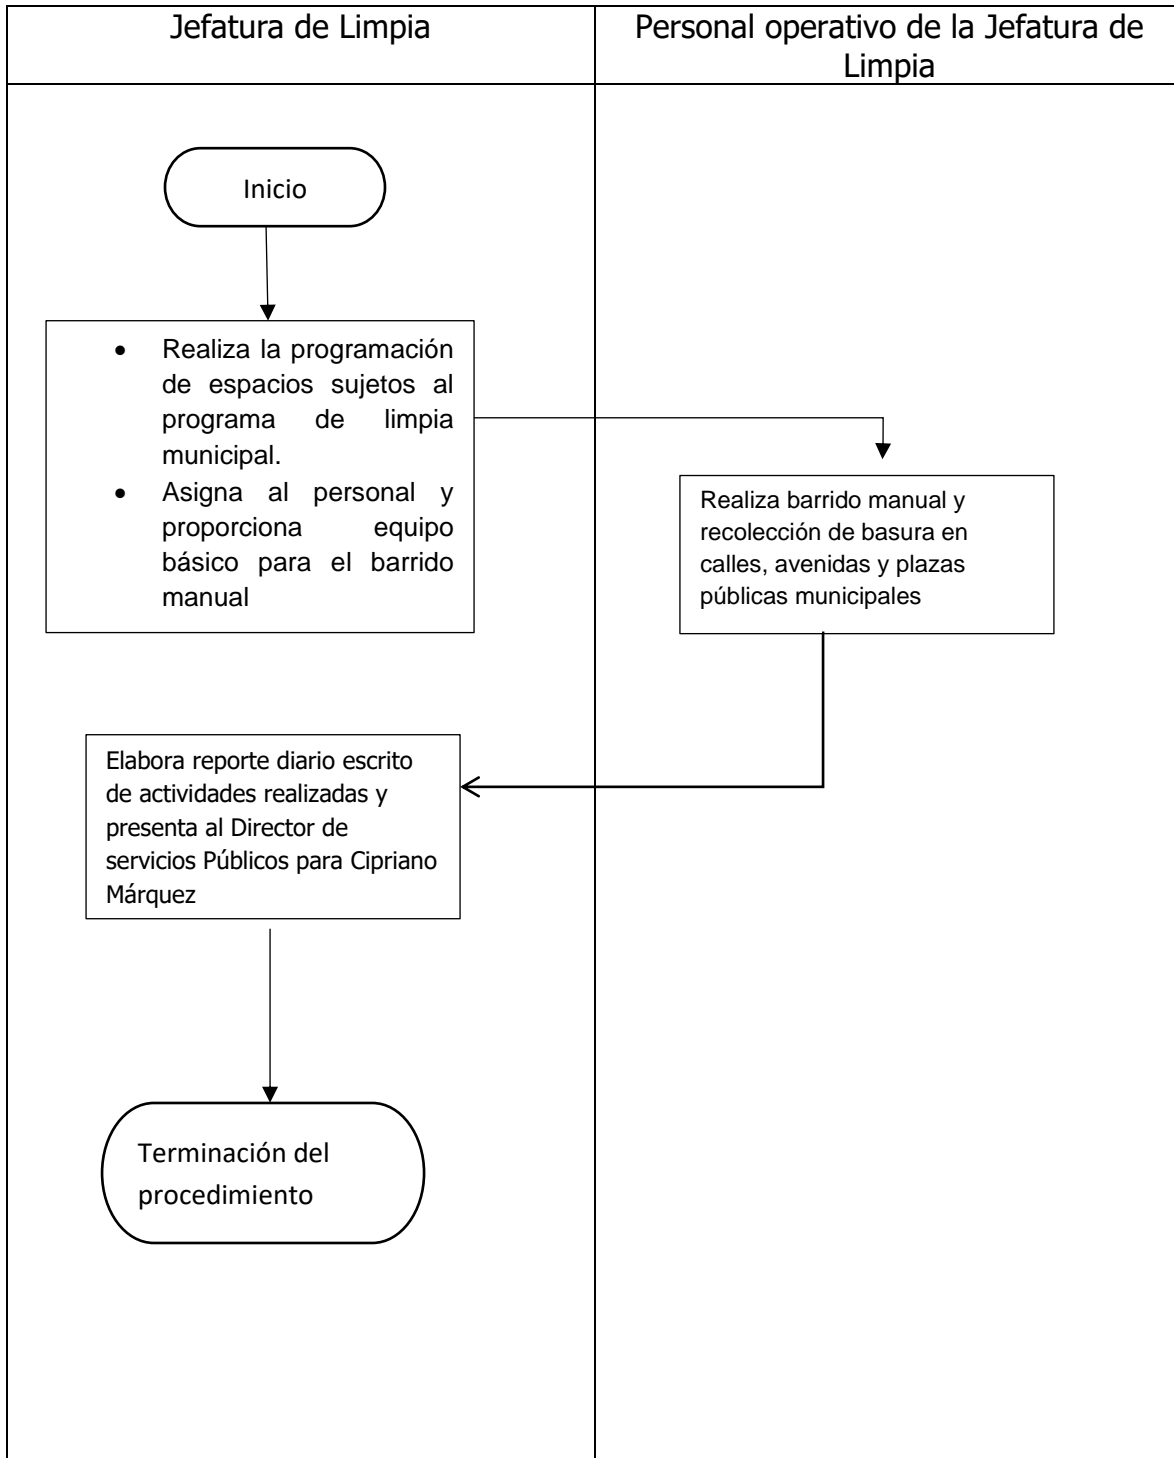 Jefatura de Limpia
Personal operativo de la Jefatura de
Limpia
Inicio
• Realiza la programación
de espacios sujetos al
programa de limpia
municipal.
• Asigna al personal y
proporciona equipo
básico para el barrido
manual
Realiza barrido manual y
recolección de basura en
calles, avenidas y plazas
públicas municipales
Elabora reporte diario escrito
de actividades realizadas y
presenta al Director de
servicios Públicos para Cipriano
Márquez
Terminación del
procedimiento